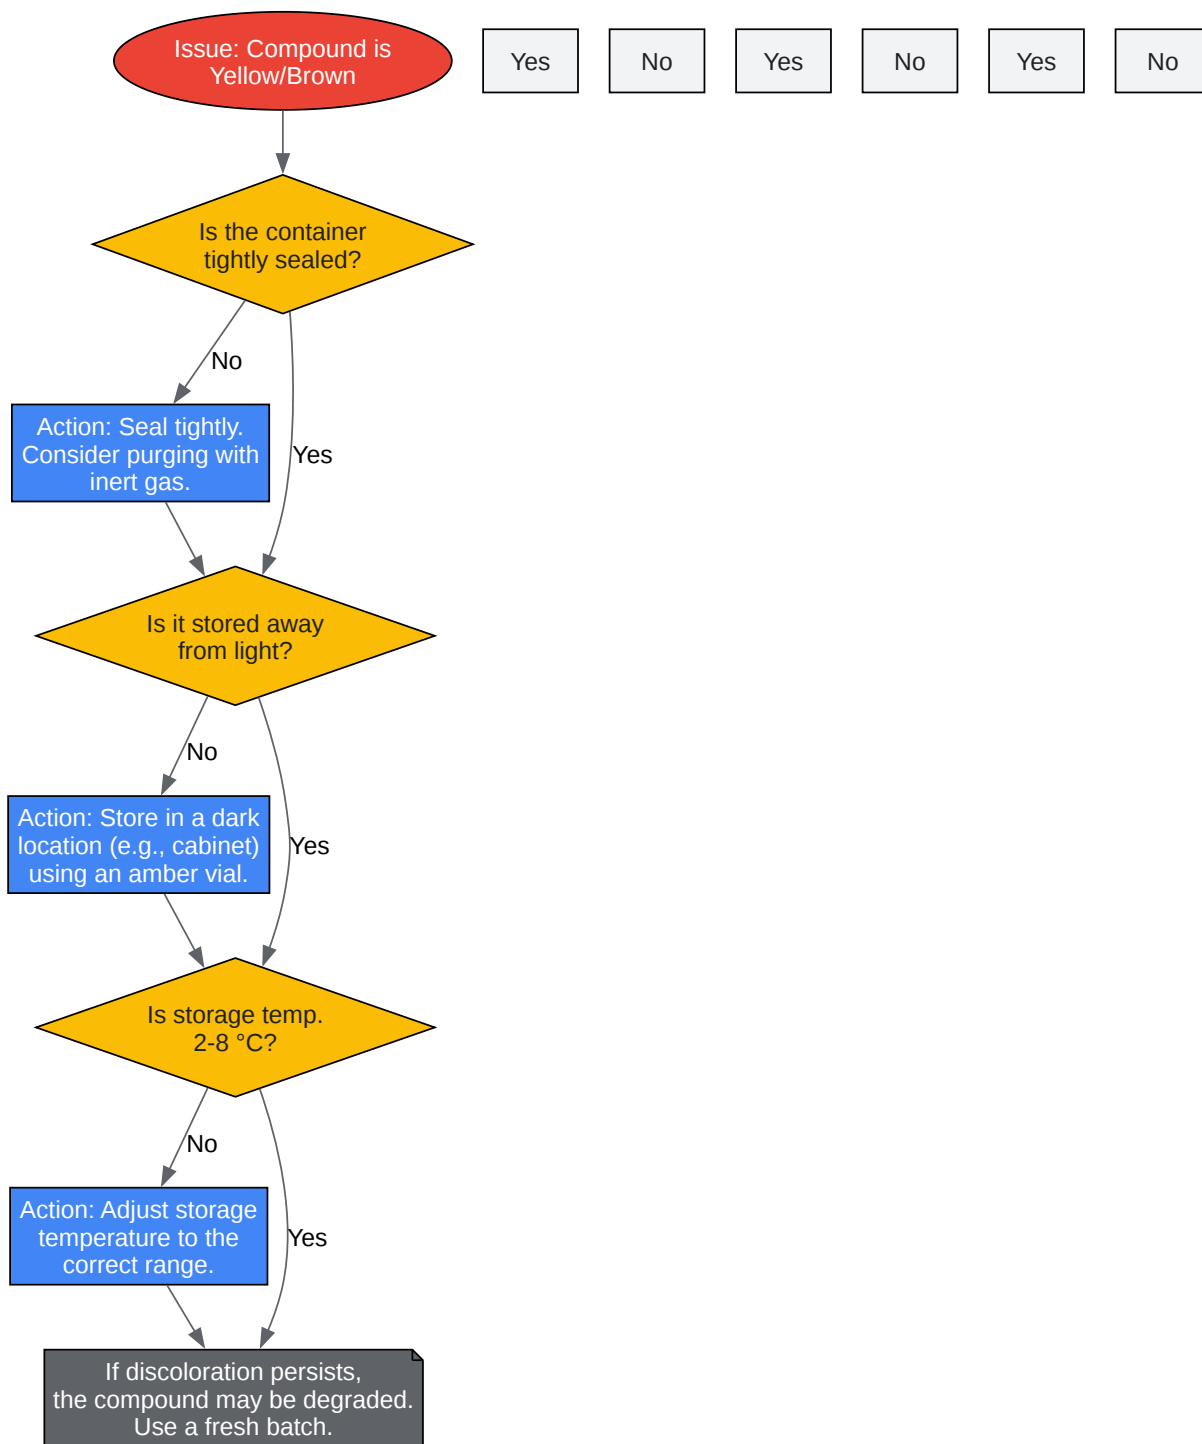 Issue: Compound is
Yellow/Brown
Yes
No
Yes
No
Yes
No
Is the container
tightly sealed?
No
Action: Seal tightly.
Consider purging with
inert gas.
Yes
Is it stored away
from light?
No
Action: Store in a dark
location (e.g., cabinet)
using an amber vial.
Yes
Is storage temp.
2-8 °C?
No
Action: Adjust storage
temperature to the
correct range.
Yes
If discoloration persists,
the compound may be degraded.
Use a fresh batch.